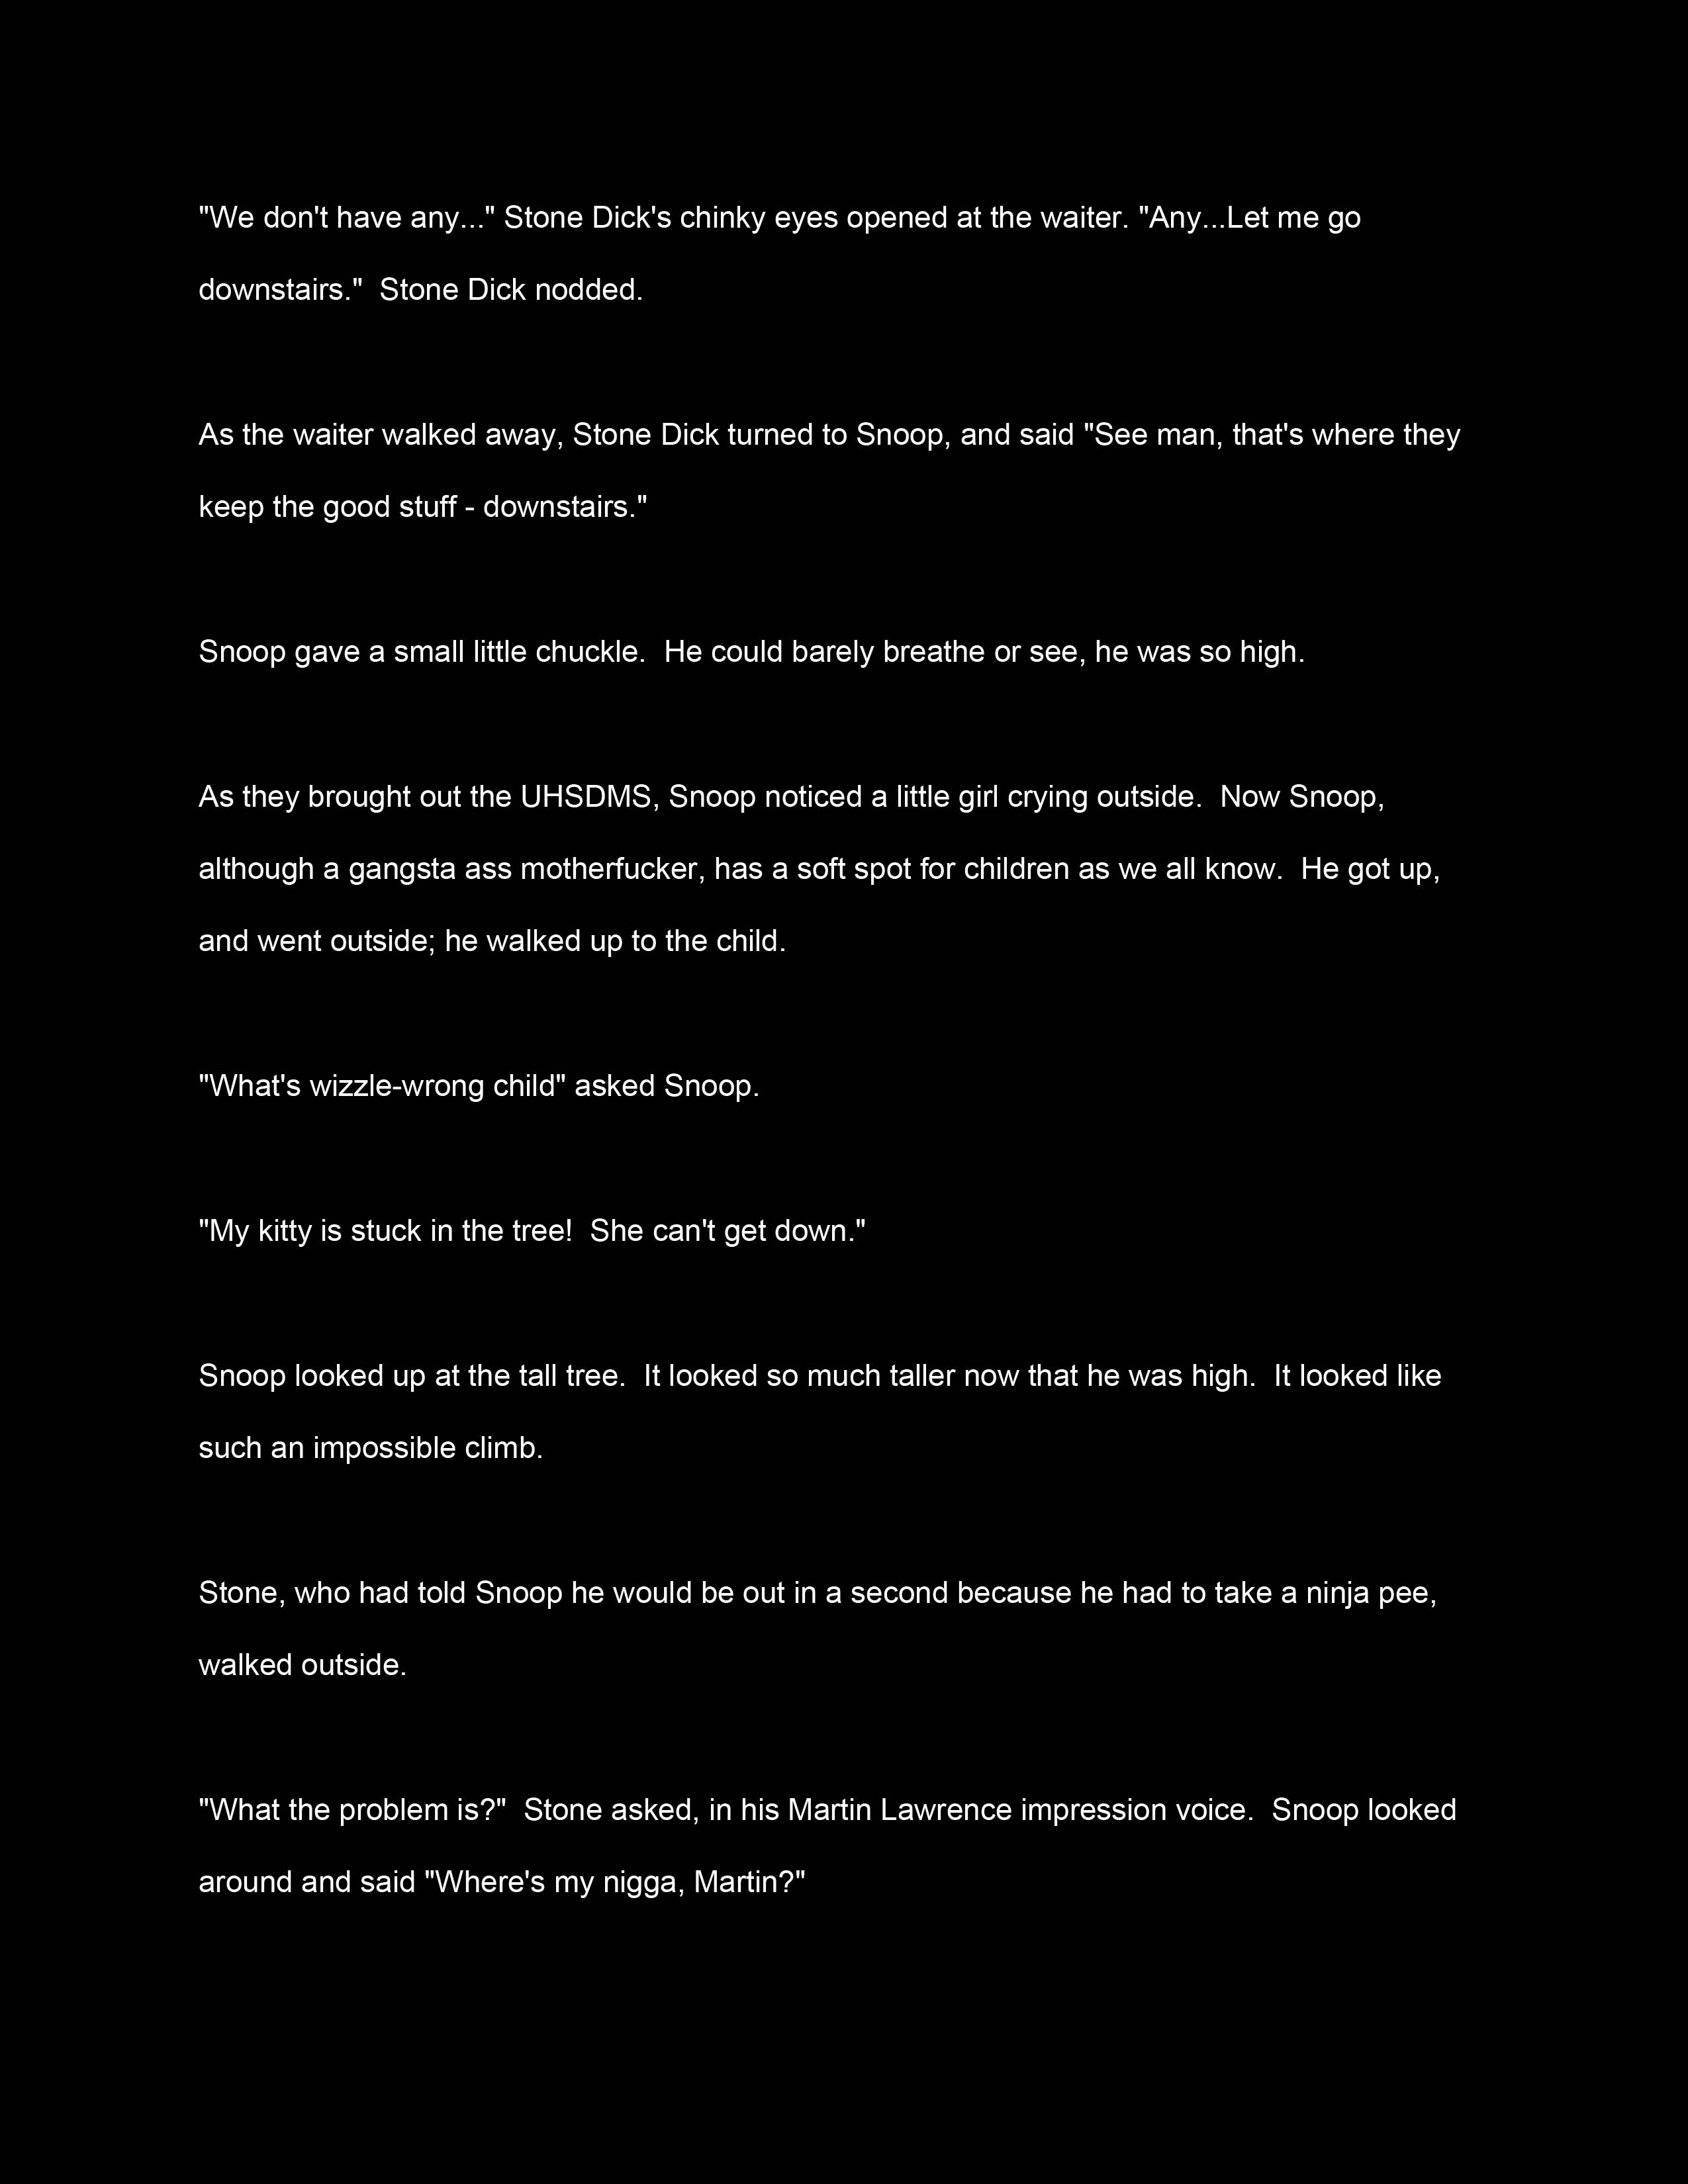 "We don't have any..." Stone Dick's chinky eyes opened at the waiter. "Any...Let me go
downstairs."  Stone Dick nodded.
As the waiter walked away, Stone Dick turned to Snoop, and said "See man, that's where they
keep the good stuff - downstairs."
Snoop gave a small little chuckle.  He could barely breathe or see, he was so high.
As they brought out the UHSDMS, Snoop noticed a little girl crying outside.  Now Snoop,
although a gangsta ass motherfucker, has a soft spot for children as we all know.  He got up,
and went outside; he walked up to the child.
"What's wizzle-wrong child" asked Snoop.
"My kitty is stuck in the tree!  She can't get down."
Snoop looked up at the tall tree.  It looked so much taller now that he was high.  It looked like
such an impossible climb.
Stone, who had told Snoop he would be out in a second because he had to take a ninja pee,
walked outside.
"What the problem is?"  Stone asked, in his Martin Lawrence impression voice.  Snoop looked
around and said "Where's my nigga, Martin?"